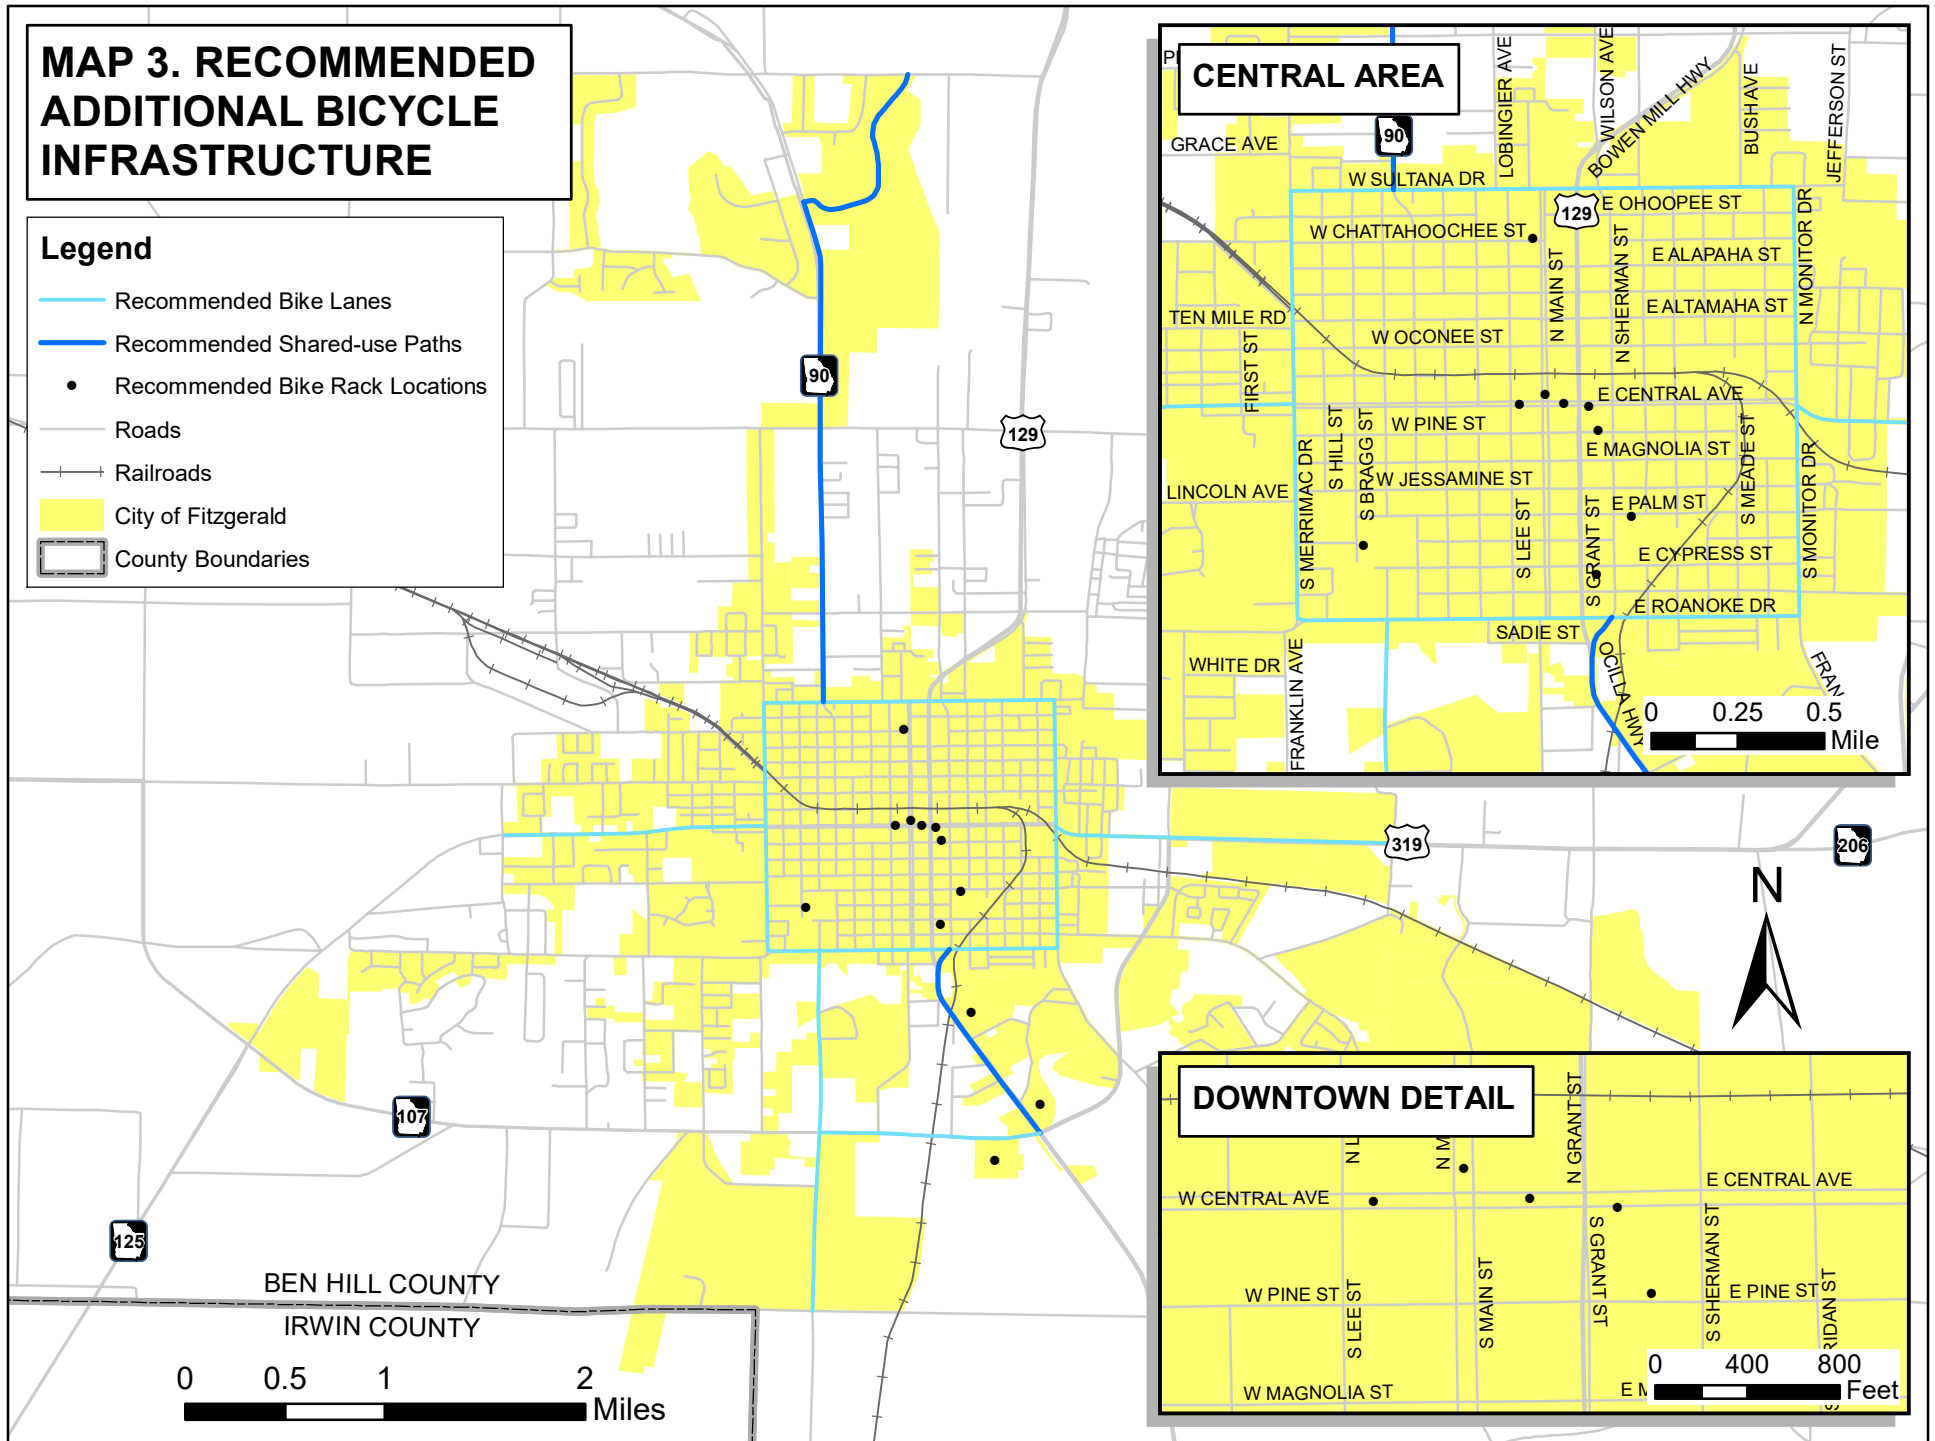 MAP 3. RECOMMENDED
ADDITIONAL BICYCLE
INFRASTRUCTURE
Legend
Recommended Bike Lanes
Recommended Shared-use Paths
Recommended Bike Rack Locations
Roads
Railroads
City of Fitzgerald
County Boundaries
90
129
319
206
107
125
BEN HILL COUNTY
IRWIN COUNTY
0 0.5 1 2
Miles
N
CENTRAL AREA
90
LOBINGIER AVE
WILSON AVE
BOWEN MILL HWY
BUSH AVE
JEFFERSON ST
GRACE AVE
W SULTANA DR
129
E OHOOPEE ST
W CHATTAHOOCHEE ST
N MAIN ST
N SHERMAN ST
E ALAPAHA ST
N MONITOR DR
E ALTAMAHA ST
TEN MILE RD
W OCONEE ST
FIRST ST
E CENTRAL AVE
S HILL ST
S BRAGG ST
W PINE ST
E MAGNOLIA ST
S MEADE ST
S MERRIMAC DR
W JESSAMINE ST
LINCOLN AVE
S LEE ST
S GRANT ST
E PALM ST
S MONITOR DR
E CYPRESS ST
E ROANOKE DR
SADIE ST
WHITE DR
FRANKLIN AVE
OCILLA HWY
FRAN
0 0.25 0.5
Mile
DOWNTOWN DETAIL
N L
N M
N GRANT ST
W CENTRAL AVE
E CENTRAL AVE
S GRANT ST
S SHERMAN ST
W PINE ST
S LEE ST
S MAIN ST
E PINE ST
RIDAN ST
W MAGNOLIA ST
E M
0 400 800
Feet